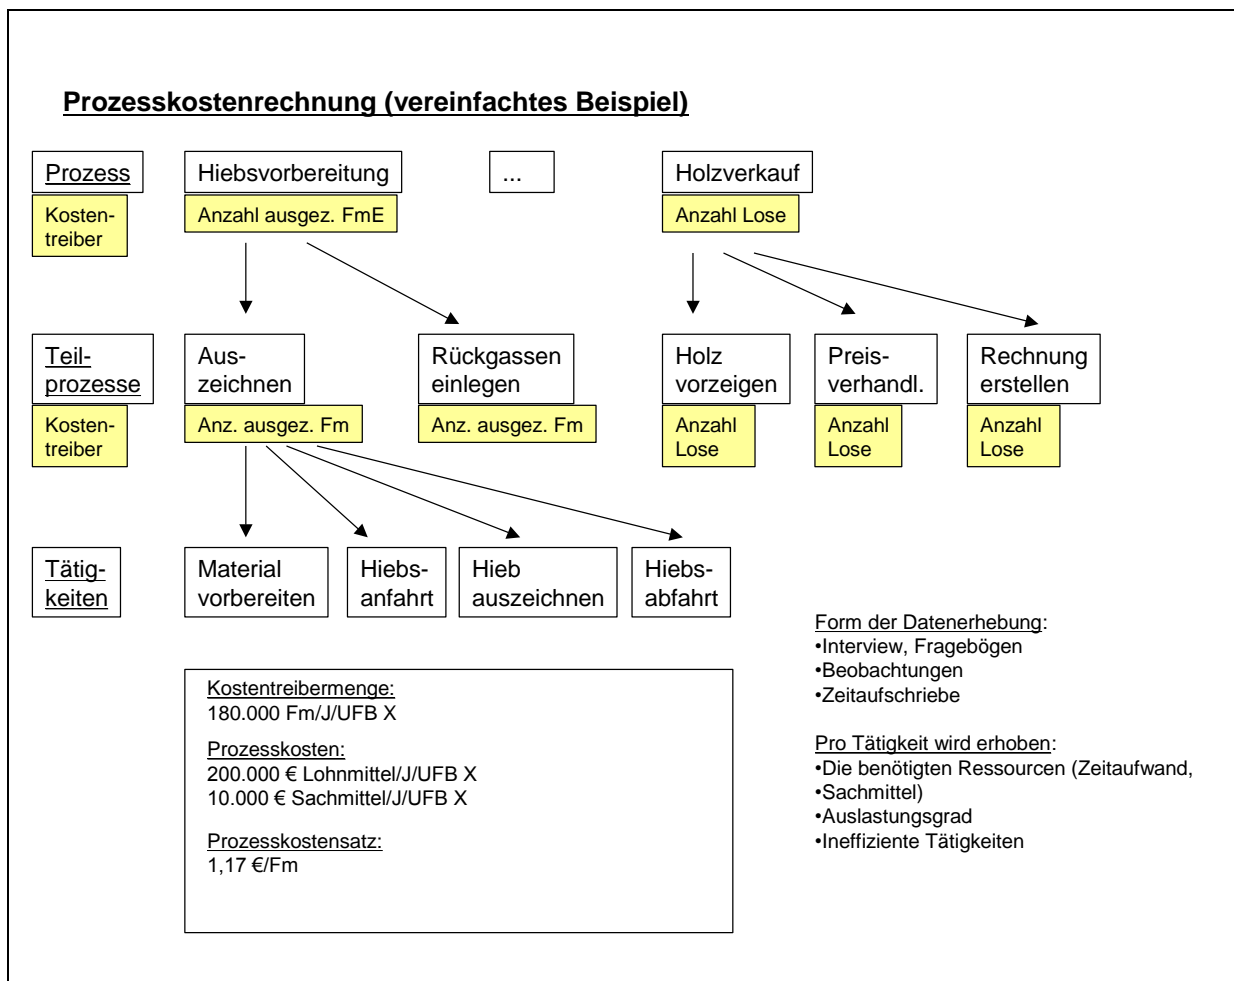 Prozesskostenrechnung (vereinfachtes Beispiel)
Prozess
Hiebsvorbereitung
...
Holzverkauf
Kosten-
treiber
Anzahl ausgez. FmE
Anzahl Lose
Teil-
prozesse
Aus-
zeichnen
Rückgassen
einlegen
Holz
vorzeigen
Preis-
verhandl.
Rechnung
erstellen
Kosten-
treiber
Anz. ausgez. Fm
Anz. ausgez. Fm
Anzahl
Lose
Anzahl
Lose
Anzahl
Lose
Tätig-
keiten
Material
vorbereiten
Hiebs-
anfahrt
Hieb
auszeichnen
Hiebs-
abfahrt
Kostentreibermenge:
180.000 Fm/J/UFB X
Prozesskosten:
200.000 € Lohnmittel/J/UFB X
10.000 € Sachmittel/J/UFB X
Prozesskostensatz:
1,17 €/Fm
Form der Datenerhebung:
•Interview, Fragebögen
•Beobachtungen
•Zeitaufschriebe
Pro Tätigkeit wird erhoben:
•Die benötigten Ressourcen (Zeitaufwand,
•Sachmittel)
•Auslastungsgrad
•Ineffiziente Tätigkeiten